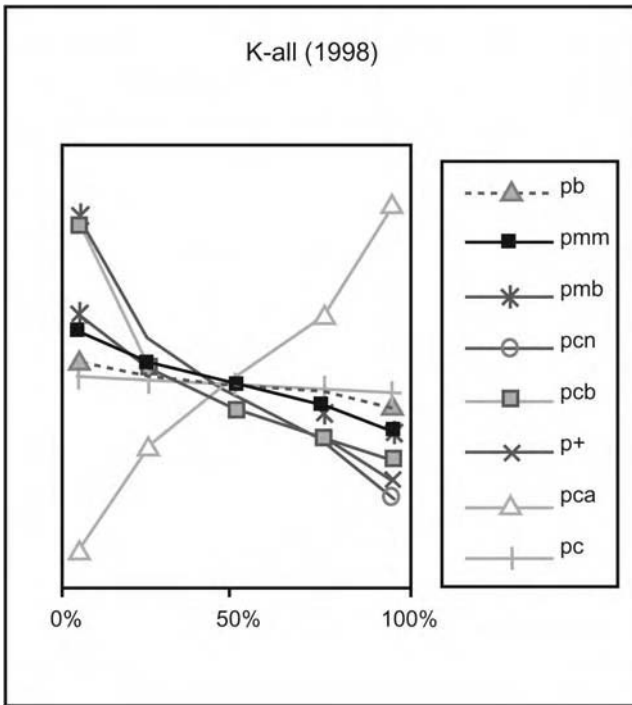 K-all (1998)
pb
pmm
pmb
pcn
pcb
p+
pca
pc
0% 50% 100%